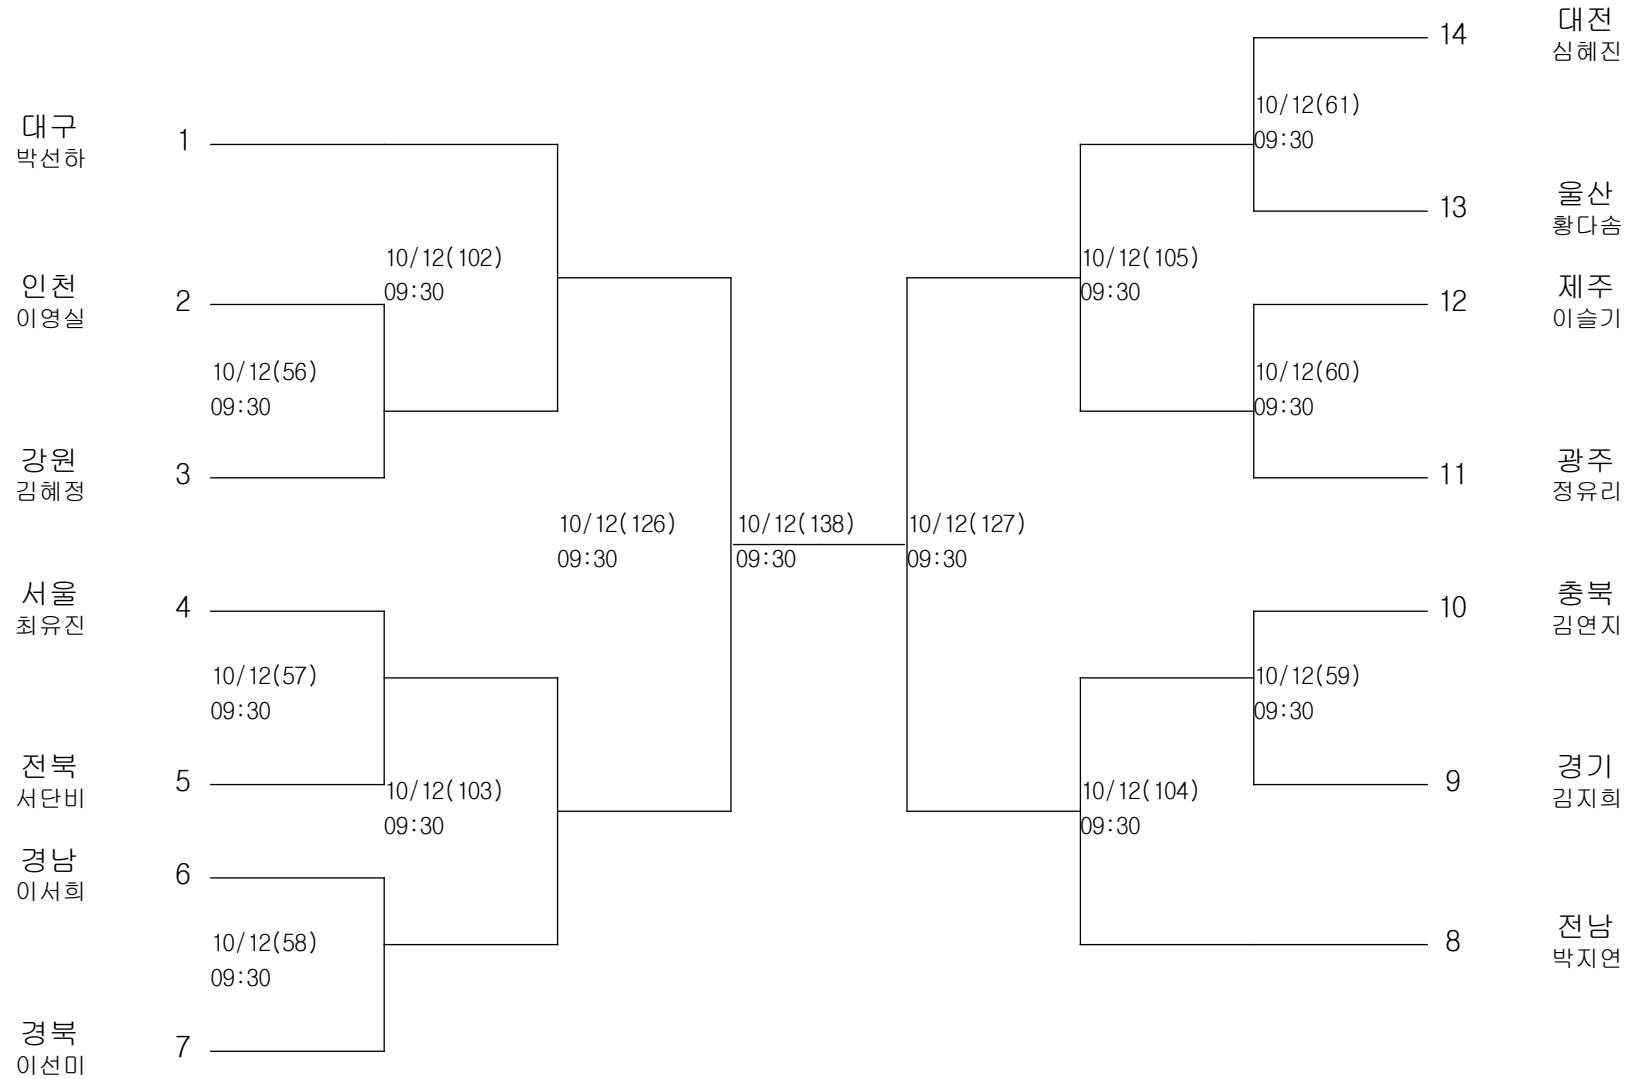 대전
14
심혜진
10/12(61)
09:30
대구
1
박선하
울산
13
황다솜
10/12(102)
09:30
10/12(105)
09:30
인천
2
이영실
제주
12
이슬기
10/12(56)
09:30
10/12(60)
09:30
강원
3
김혜정
광주
11
정유리
10/12(126)
09:30
10/12(138)
09:30
10/12(127)
09:30
서울
4
최유진
충북
10
김연지
10/12(57)
09:30
10/12(59)
09:30
전북
5
서단비
경기
9
김지희
10/12(103)
09:30
10/12(104)
09:30
경남
6
이서희
전남
8
박지연
10/12(58)
09:30
경북
7
이선미